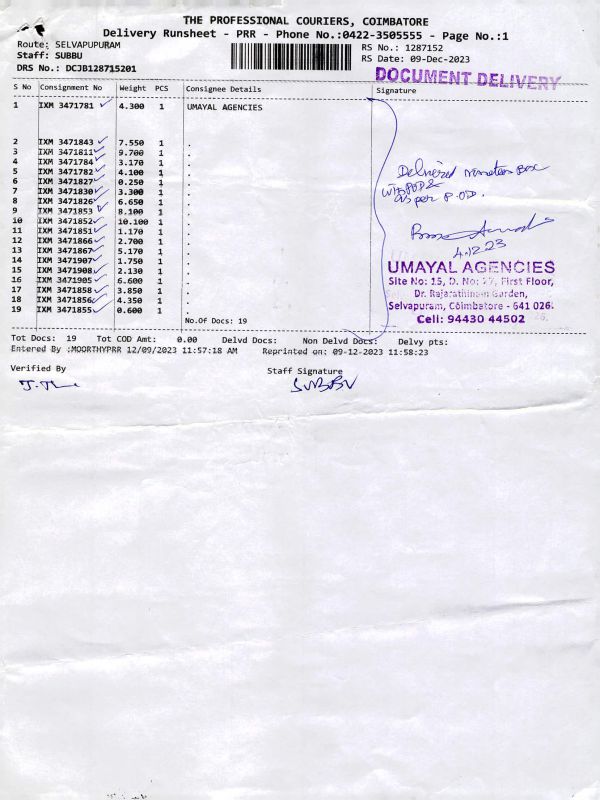 THE PROFESSIONAL COURIERS, COIMBATORE
Delivery Runsheet - PRR - Phone No.:0422-3505555 - Page No.:1
Route: SELVAPUPURAM
RS No.: 1287152
Staff: SUBBU
RS Date: 09-Dec-2023
DRS No.: DCJB128715201
DOCUMENT DELIVERY
S No Consignment No Weight PCS Consignee Details Signature
1 IXM 3471781 4.300 1 UMAYAL AGENCIES
2 IXM 3471843 7.550 1 .
3 IXM 3471811 9.700 1 .
4 IXM 3471784 3.170 1 .
5 IXM 3471782 4.100 1 .
6 IXM 3471827 0.250 1 .
7 IXM 3471830 3.300 1 .
8 IXM 3471826 6.650 1 .
9 IXM 3471853 8.100 1 .
10 IXM 3471852 10.100 1 .
11 IXM 3471851 1.170 1 .
12 IXM 3471866 2.700 1 .
13 IXM 3471867 5.170 1 .
14 IXM 3471907 1.750 1 .
15 IXM 3471908 2.130 1 .
16 IXM 3471905 6.600 1 .
17 IXM 3471858 3.850 1 .
18 IXM 3471856 4.350 1 .
19 IXM 3471855 0.600 1 .
No.Of Docs: 19
Delivered nineteen Box
as per P.O.D.
4.12.23
UMAYAL AGENCIES
Site No: 15, D. No: 27, First Floor,
Dr. Rajarathinam Garden,
Selvapuram, Coimbatore - 641 026.
Cell: 94430 44502
Tot Docs: 19 Tot COD Amt: 0.00 Delvd Docs: Non Delvd Docs: Delvy pts:
Entered By :MOORTHYPRR 12/09/2023 11:57:18 AM Reprinted on: 09-12-2023 11:58:23
Verified By
Staff Signature
SUBBU